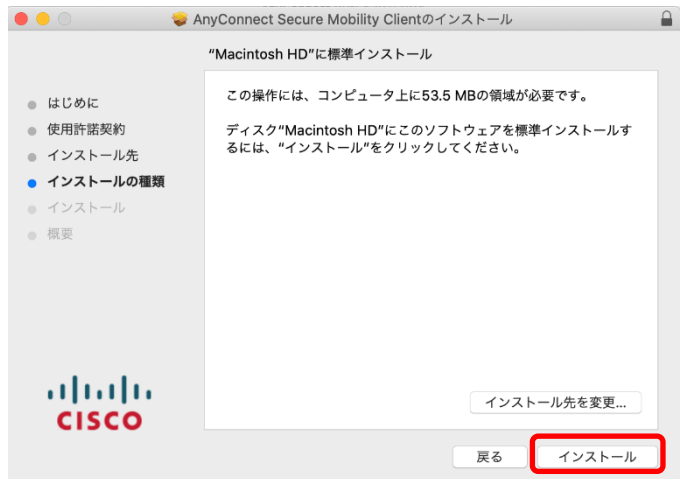 AnyConnect Secure Mobility Clientのインストール
“Macintosh HD”に標準インストール
はじめに
使用許諾契約
インストール先
インストールの種類
インストール
概要
この操作には、コンピュータ上に53.5 MBの領域が必要です。
ディスク“Macintosh HD”にこのソフトウェアを標準インストールす
るには、“インストール”をクリックしてください。
インストール先を変更...
CISCO
戻る
インストール